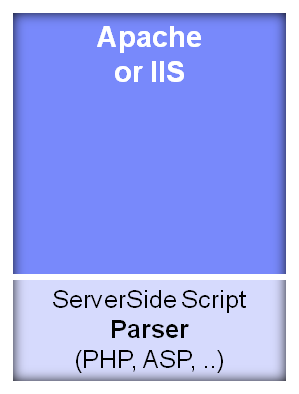 Apache
or IIS
ServerSide Script
Parser
(PHP, ASP, ..)